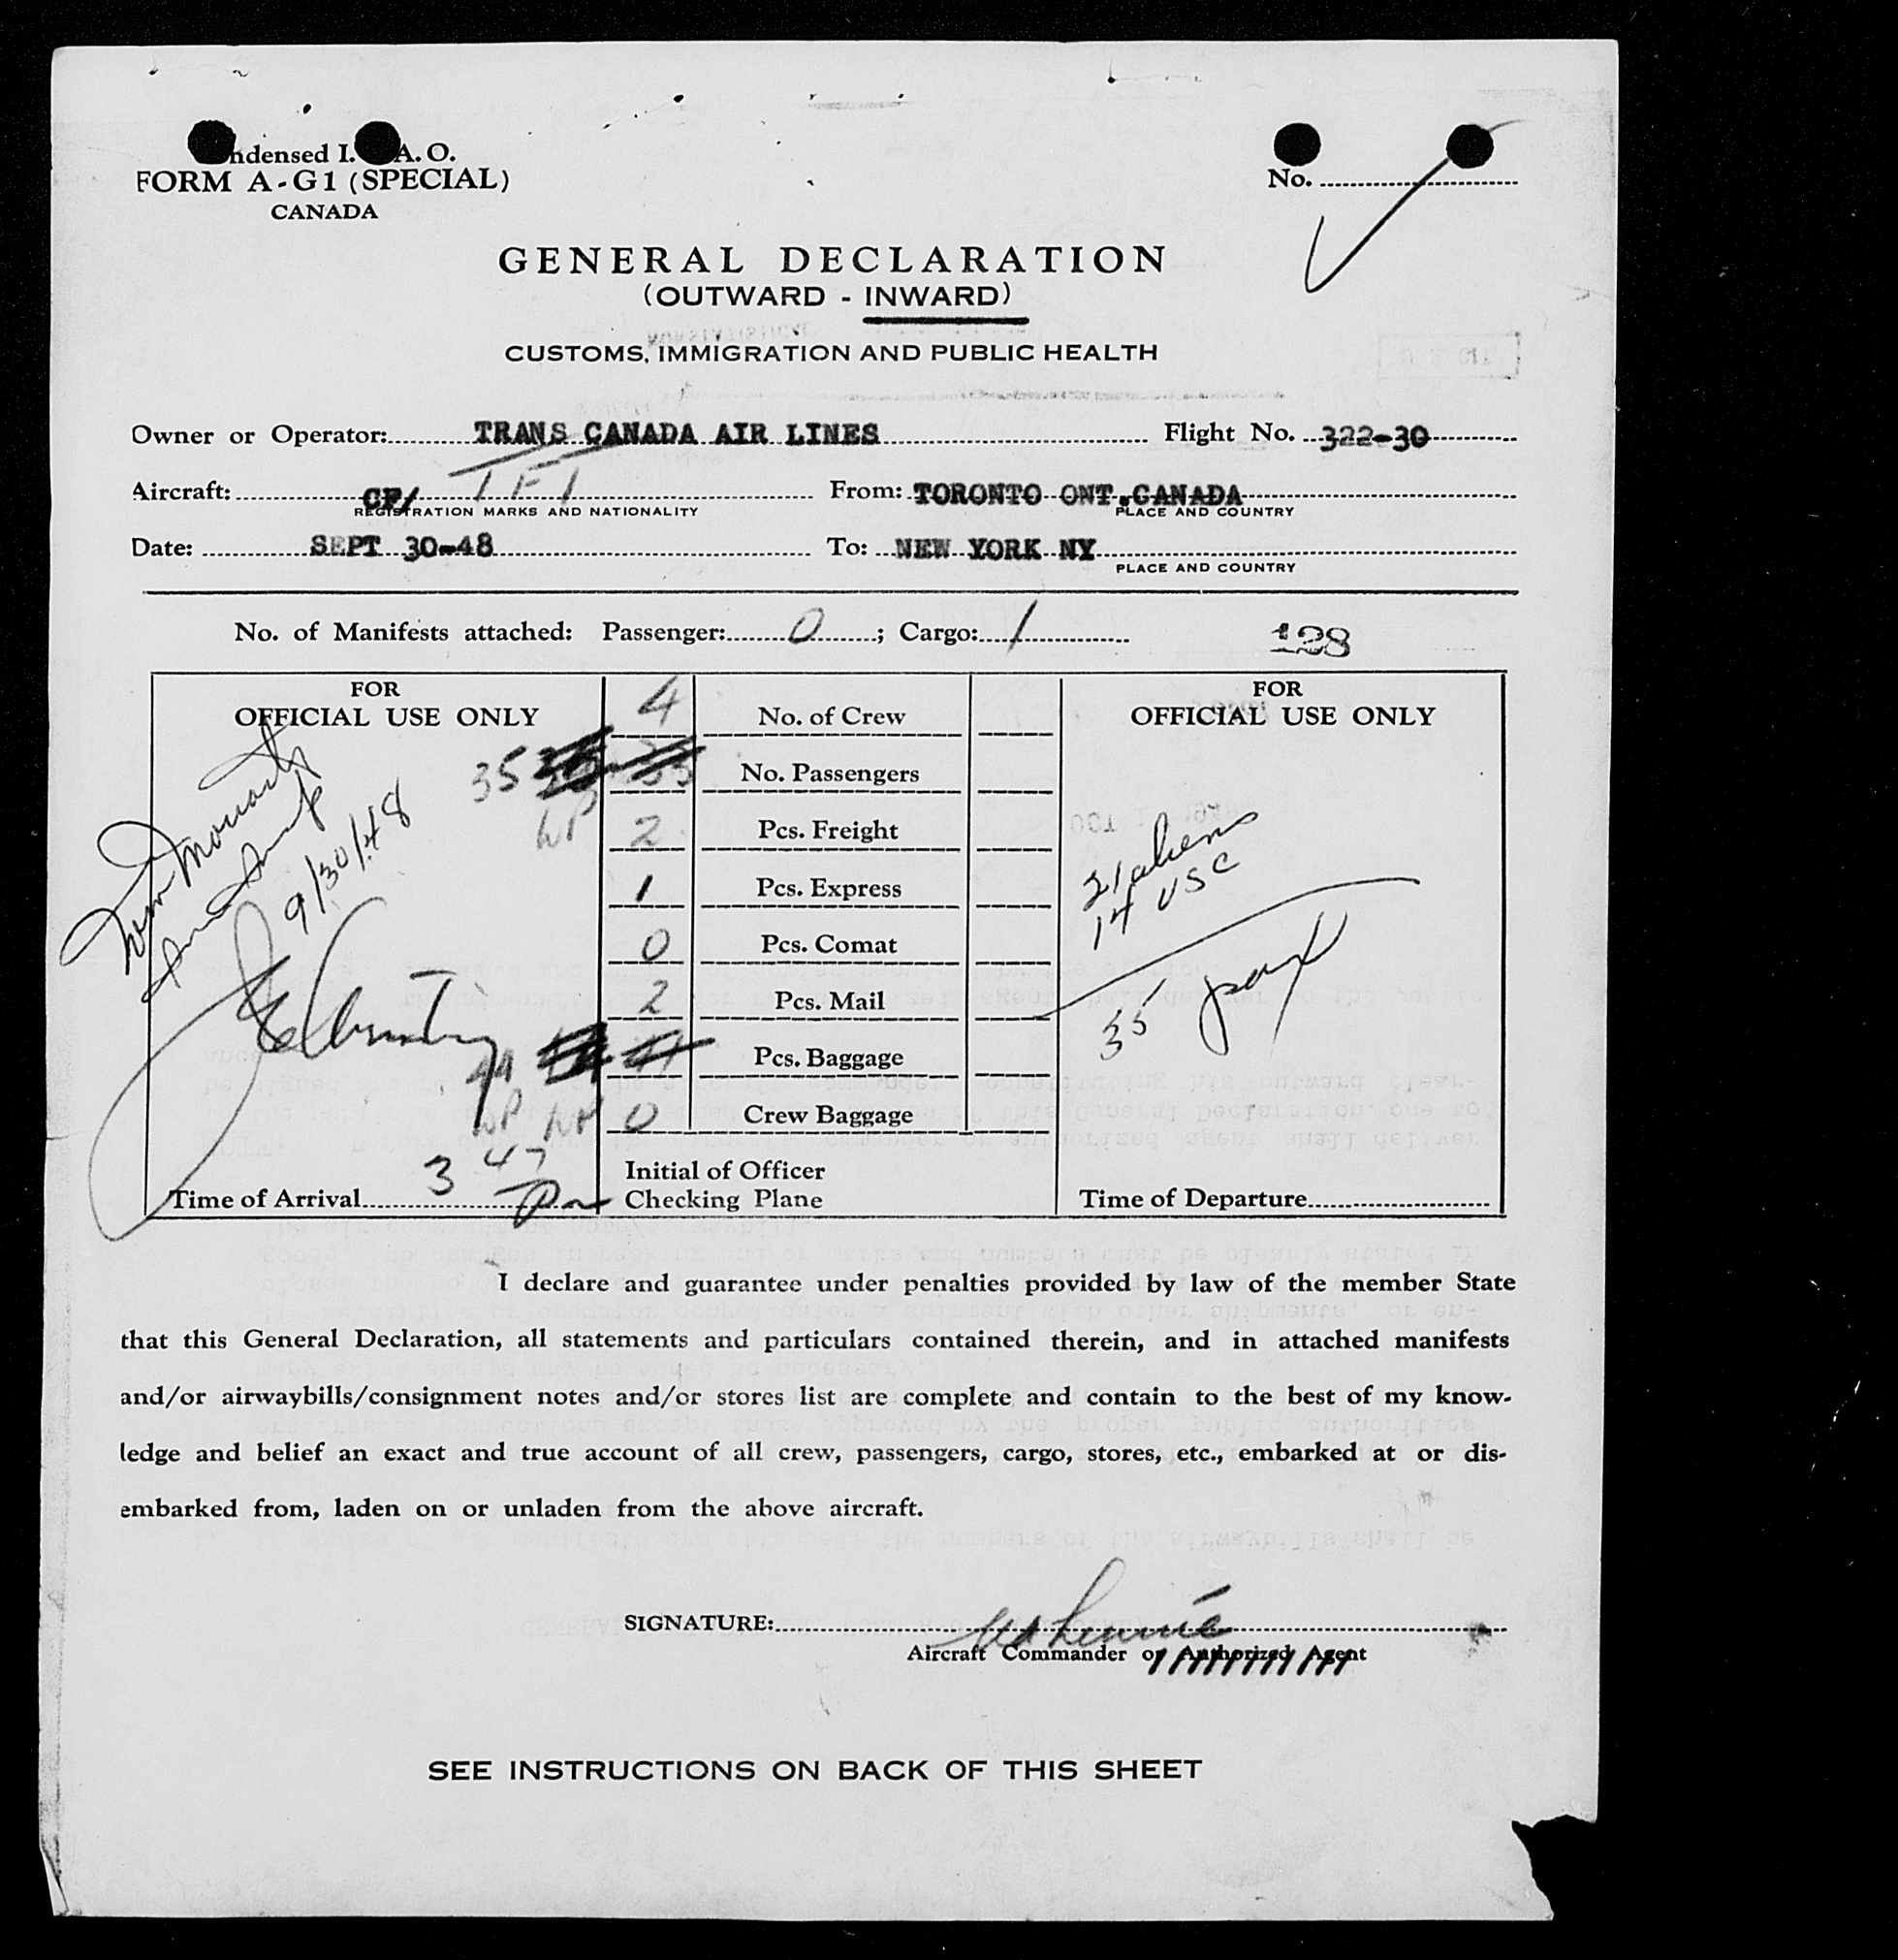 ndensed I. A. O.
FORM A-G1 (SPECIAL)
CANADA
No.
GENERAL DECLARATION
(OUTWARD - INWARD)
CUSTOMS, IMMIGRATION AND PUBLIC HEALTH
Owner or Operator: TRANS CANADA AIR LINES Flight No. 322-30
Aircraft: CF/ TFI From: TORONTO ONT. CANADA
REGISTRATION MARKS AND NATIONALITY PLACE AND COUNTRY
Date: SEPT 30-48 To: NEW YORK NY
PLACE AND COUNTRY
No. of Manifests attached: Passenger: 0 ; Cargo: 1
128
FOR
OFFICIAL USE ONLY
9/30/48
4 No. of Crew
35 No. Passengers
WP 2 Pcs. Freight
1 Pcs. Express
0 Pcs. Comat
2 Pcs. Mail
44 Pcs. Baggage
WP WP 0 Crew Baggage
3 47
Time of Arrival Pm
Initial of Officer
Checking Plane
FOR
OFFICIAL USE ONLY
21 aliens
14 USC
35 pax
Time of Departure
I declare and guarantee under penalties provided by law of the member State
that this General Declaration, all statements and particulars contained therein, and in attached manifests
and/or airwaybills/consignment notes and/or stores list are complete and contain to the best of my know-
ledge and belief an exact and true account of all crew, passengers, cargo, stores, etc., embarked at or dis-
embarked from, laden on or unladen from the above aircraft.
SIGNATURE:
Aircraft Commander or Authorized Agent
SEE INSTRUCTIONS ON BACK OF THIS SHEET